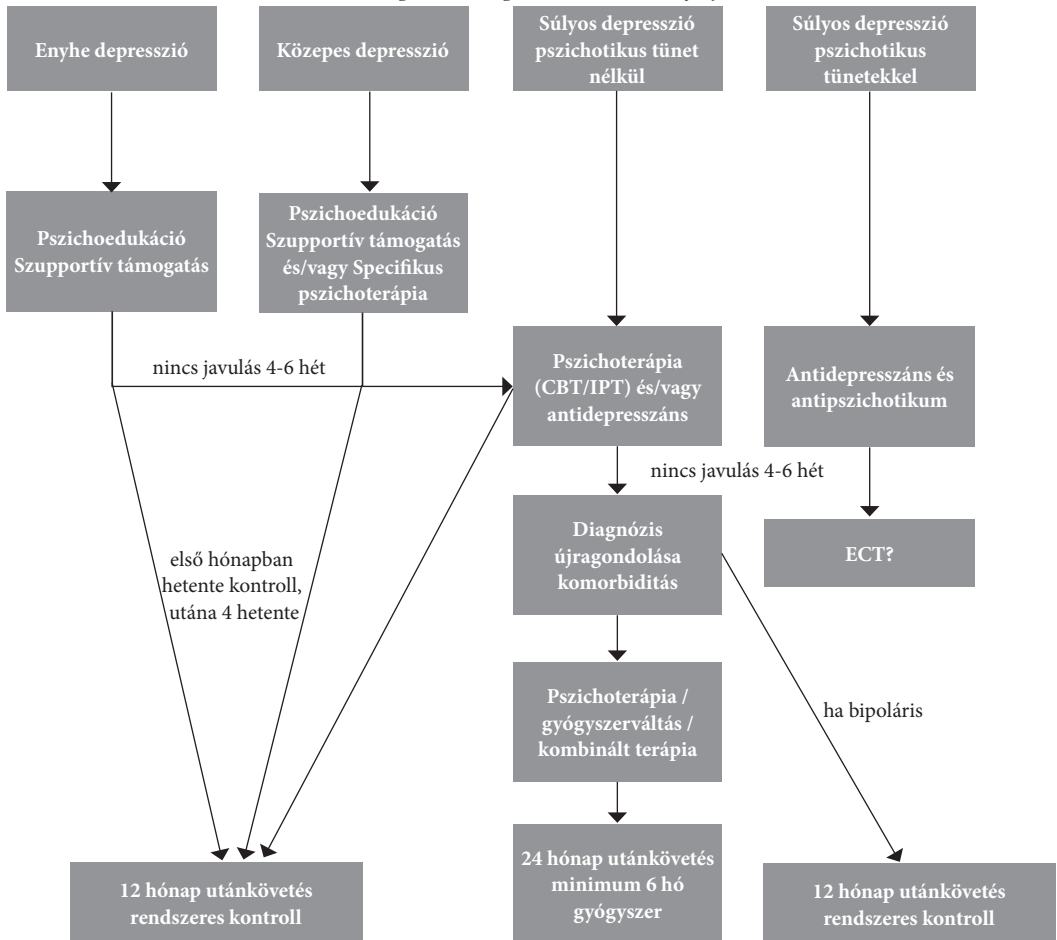 Enyhe depresszió
Közepes depresszió
Súlyos depresszió
pszichotikus tünet
nélkül
Súlyos depresszió
pszichotikus
tünetekkel
Pszichoedukáció
Szupportív támogatás
Pszichoedukáció
Szupportív támogatás
és/vagy Specifikus
pszichoterápia
nincs javulás 4-6 hét
Pszichoterápia
(CBT/IPT) és/vagy
antidepresszáns
Antidepresszáns és
antipszichotikum
nincs javulás 4-6 hét
Diagnózis
újragondolása
komorbiditás
ECT?
első hónapban
hetente kontroll,
utána 4 hetente
Pszichoterápia /
gyógyszerváltás /
kombinált terápia
ha bipoláris
12 hónap utánkövetés
rendszeres kontroll
24 hónap utánkövetés
minimum 6 hó
gyógyszer
12 hónap utánkövetés
rendszeres kontroll